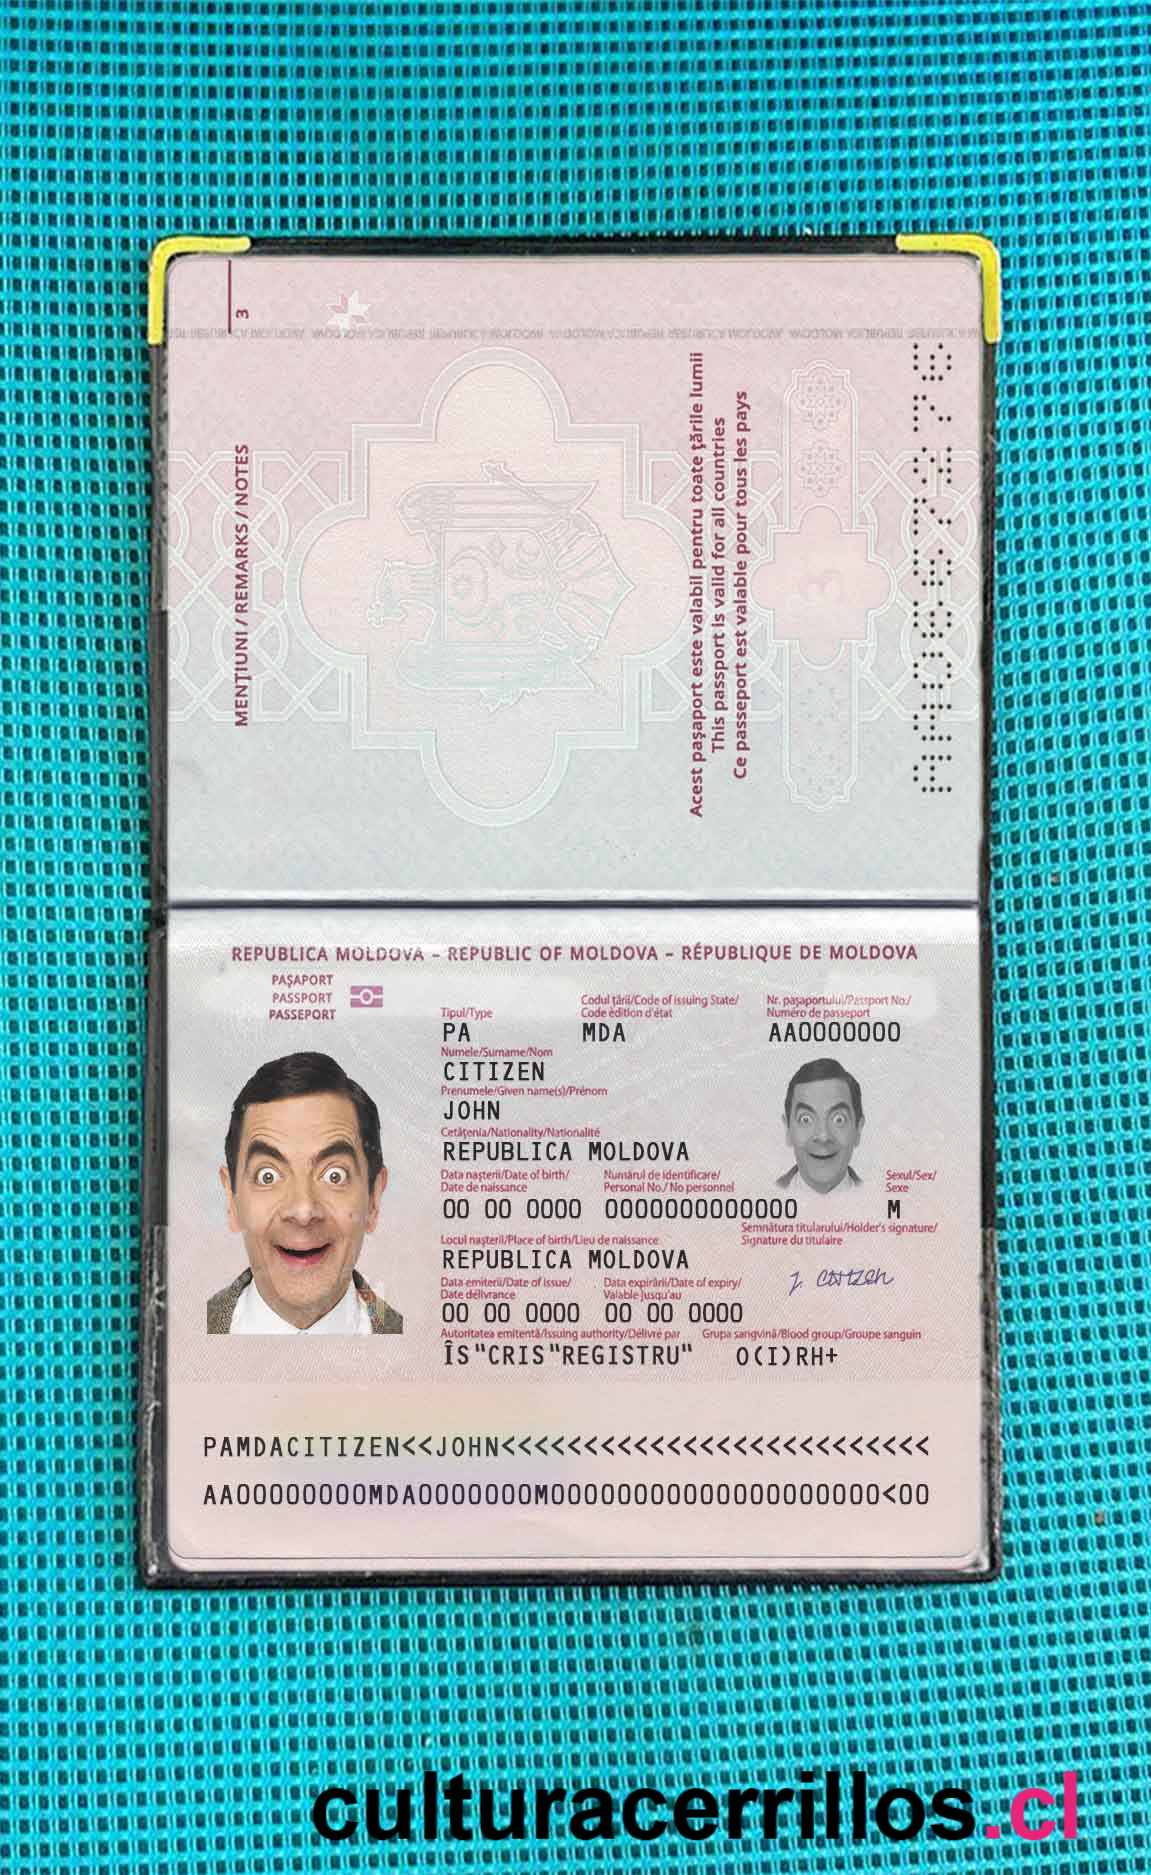 3
MENȚIUNI / REMARKS / NOTES
Acest paşaport este valabil pentru toate ţările lumii
This passport is valid for all countries
Ce passeport est valable pour tous les pays
REPUBLICA MOLDOVA – REPUBLIC OF MOLDOVA – RÉPUBLIQUE DE MOLDOVA
PAŞAPORT
PASSPORT
PASSEPORT
Tipul/Type
Codul ţării/Code of issuing State/
Code édition d'état
Nr. paşaportului/Passport No./
Numéro de passeport
PA MDA AA0000000
Numele/Surname/Nom
CITIZEN
Prenumele/Given name(s)/Prénom
JOHN
Cetăţenia/Nationality/Nationalité
REPUBLICA MOLDOVA
Data naşterii/Date of birth/
Date de naissance
Numărul de identificare/
Personal No./ No personnel
Sexul/Sex/
Sexe
00 00 0000 0000000000000 M
Semnătura titularului/Holder's signature/
Signature du titulaire
Locul naşterii/Place of birth/Lieu de naissance
REPUBLICA MOLDOVA
J. Citizen
Data emiterii/Date of issue/
Date délivrance
Data expirării/Date of expiry/
Valable jusqu'au
00 00 0000 00 00 0000
Autoritatea emitentă/Issuing authority/Délivré par Grupa sangvină/Blood group/Groupe sanguin
ÎS"CRIS"REGISTRU" O(I)RH+
PAMDACITIZEN<<JOHN<<<<<<<<<<<<<<<<<<<<<<<<<<
AA00000000MDA0000000M00000000000000000000<00
culturacerrillos.cl